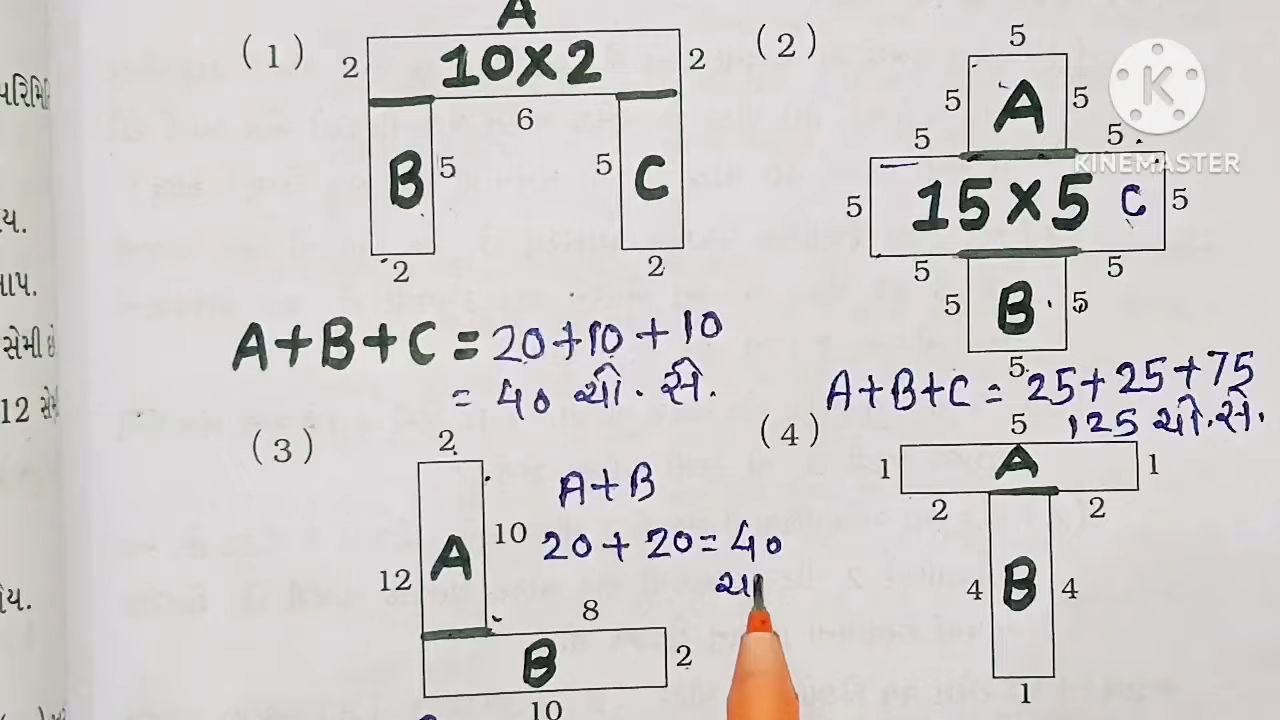 પરિમિ
ય.
માપ.
સેમી છે
12 સેમી
હોય.
(1)
A
2 10×2 2
6
B 5 5 C
2 2
A+B+C = 20+10+10
= 40 ચો. સે.
(2)
5
5 A 5
5 5
KINEMASTER
5 15×5 C 5
5 5
5 B 5
5
A+B+C = 25+25+75
125 ચો.સે.
(3)
2
A+B
A 10
20+20=40
12
ચો
8
B 2
10
(4)
5
1 A 1
2 2
4 B 4
1